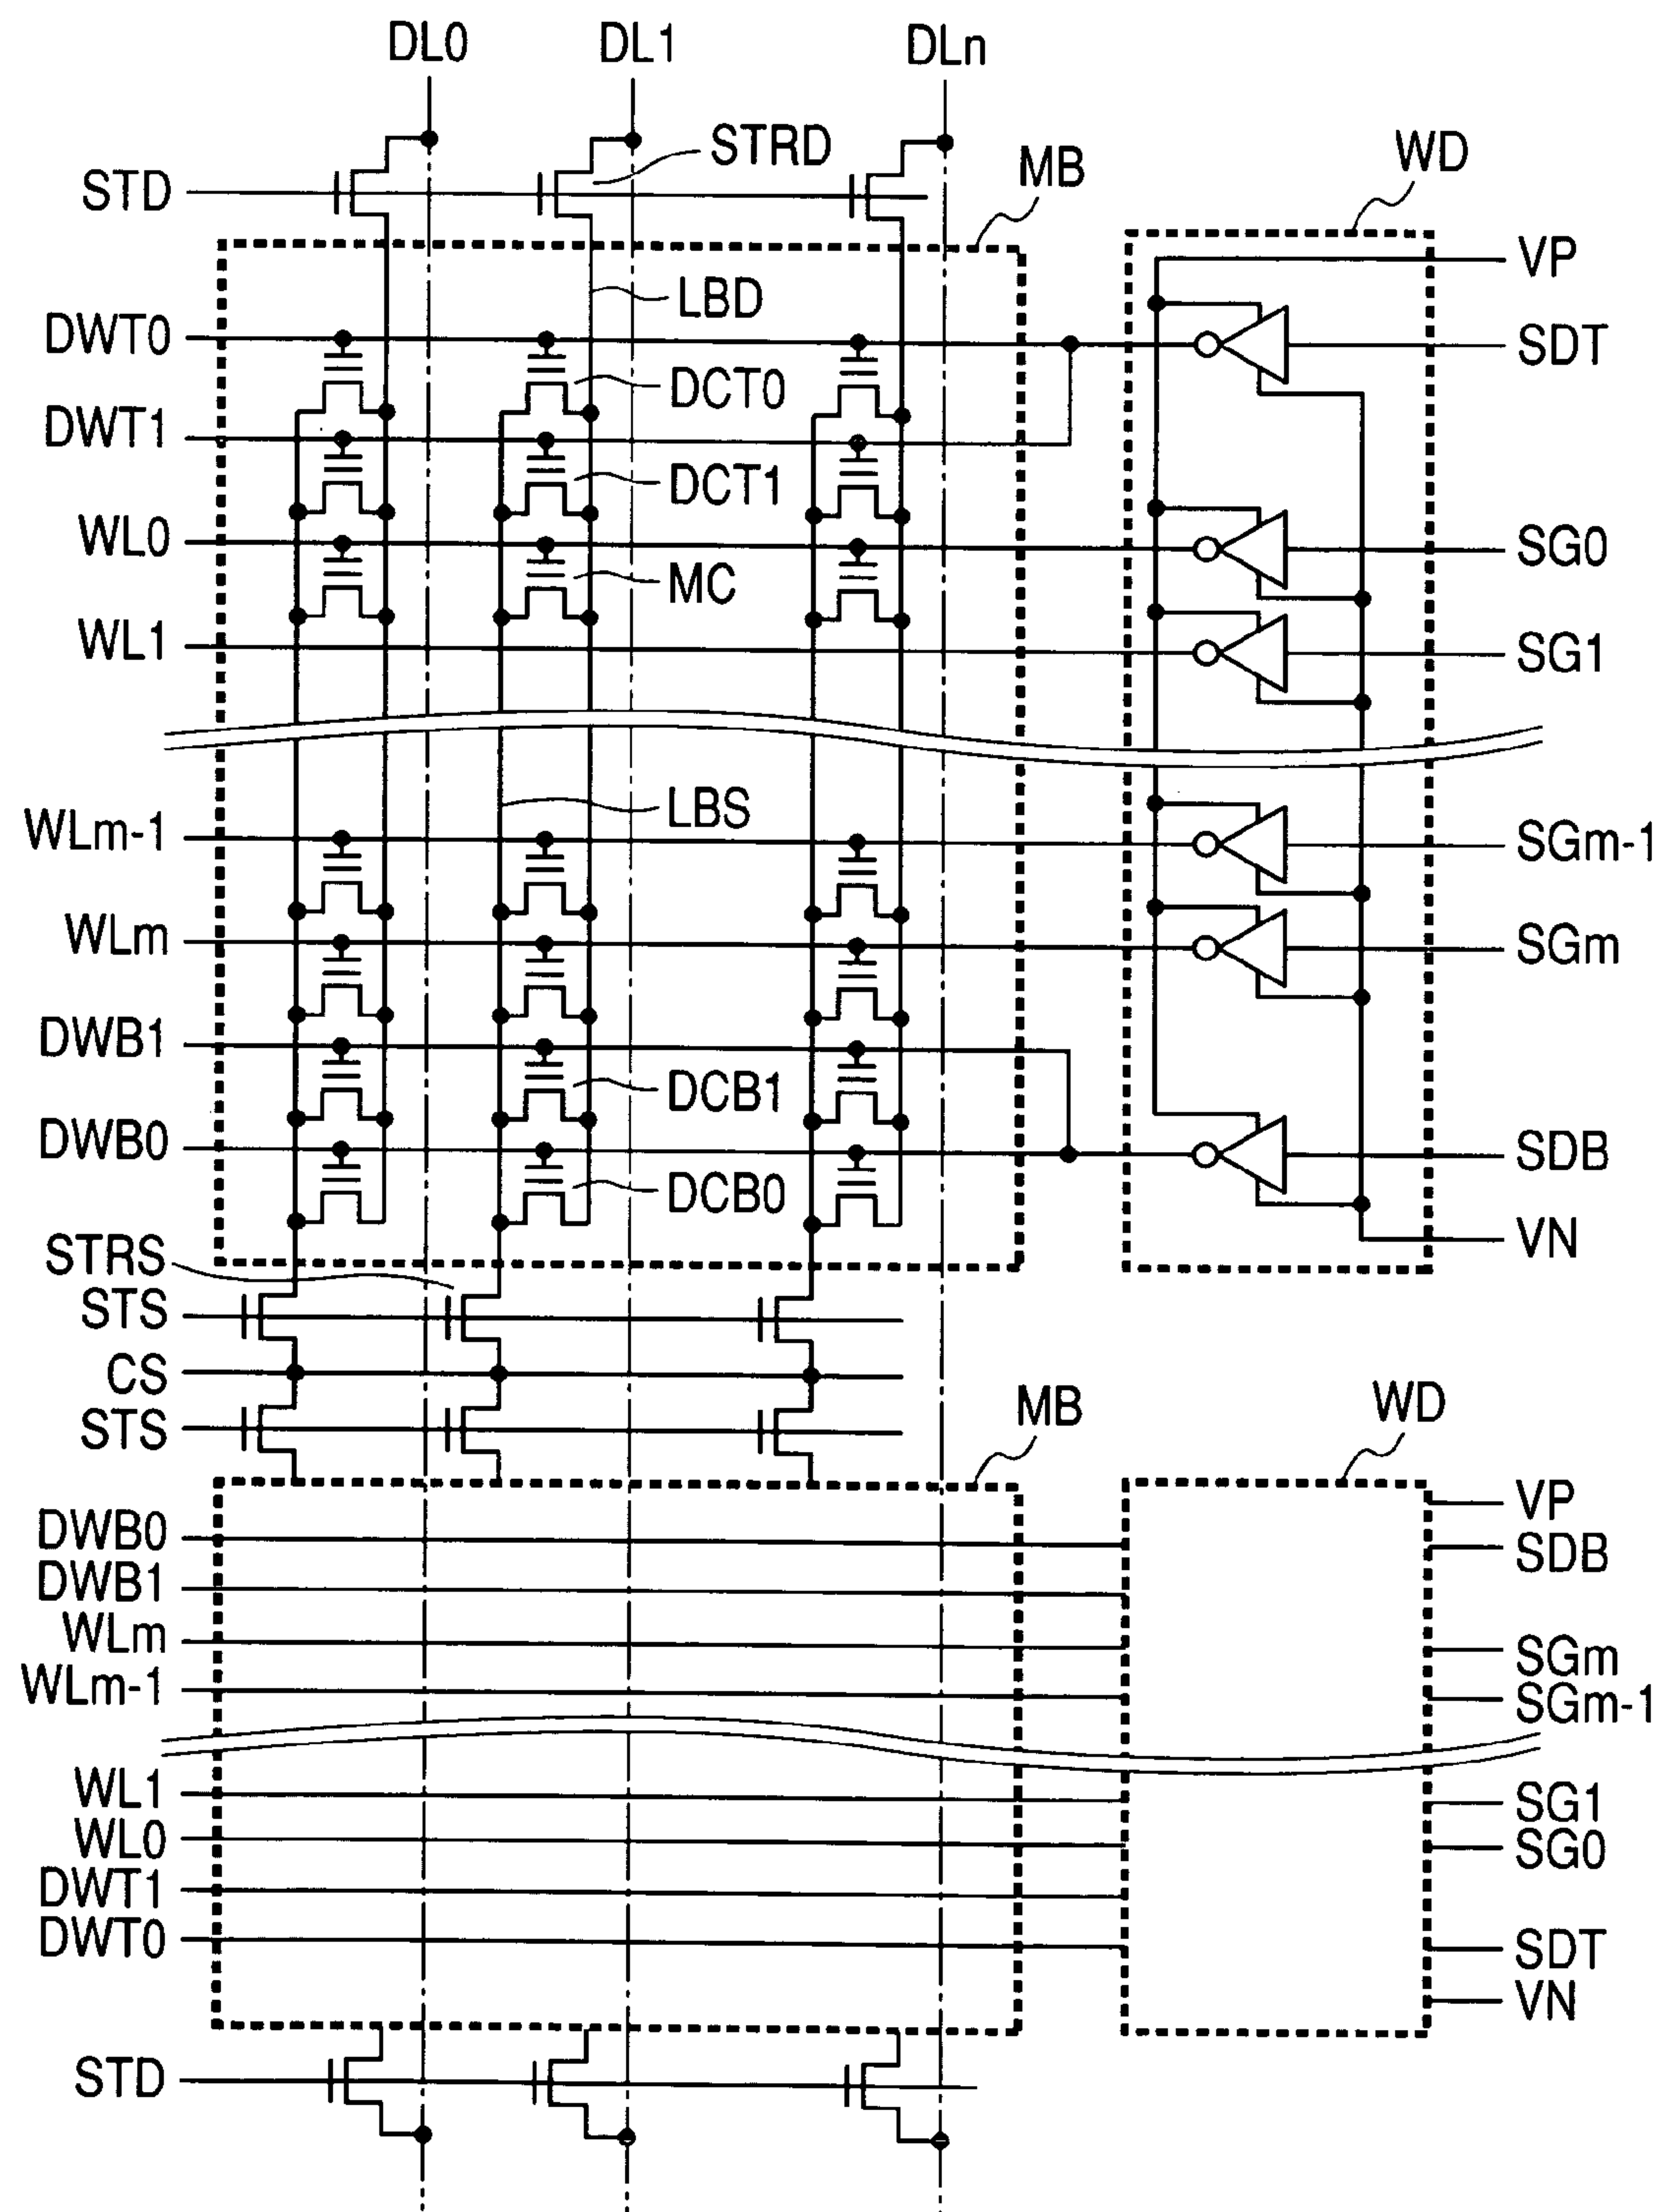 DL0 DL1 DLn
STRD
MB
WD
STD
VP
LBD
DWT0
SDT
DCT0
DWT1
DCT1
WL0
SG0
MC
WL1
SG1
LBS
WLm-1
SGm-1
WLm
SGm
DWB1
DCB1
DWB0
SDB
DCB0
VN
STRS
STS
CS
MB
WD
STS
VP
DWB0
SDB
DWB1
WLm
SGm
WLm-1
SGm-1
WL1
SG1
WL0
SG0
DWT1
DWT0
SDT
VN
STD